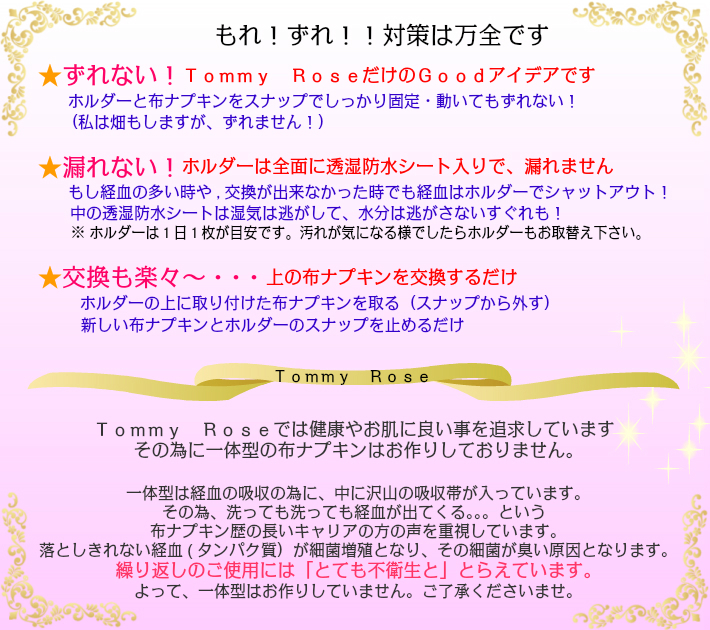 もれ！ずれ！！対策は万全です
★ずれない！Ｔｏｍｍｙ　ＲｏｓｅだけのＧｏｏｄアイデアです
ホルダーと布ナプキンをスナップでしっかり固定・動いてもずれない！
（私は畑もしますが、ずれません！）
★漏れない！ホルダーは全面に透湿防水シート入りで、漏れません
もし経血の多い時や , 交換が出来なかった時でも経血はホルダーでシャットアウト！
中の透湿防水シートは湿気は逃がして、水分は逃がさないすぐれも！
※ ホルダーは１日１枚が目安です。汚れが気になる様でしたらホルダーもお取替え下さい。
★交換も楽々～・・・上の布ナプキンを交換するだけ
ホルダーの上に取り付けた布ナプキンを取る（スナップから外す）
新しい布ナプキンとホルダーのスナップを止めるだけ
Ｔｏｍｍｙ　Ｒｏｓｅ
Ｔｏｍｍｙ　Ｒｏｓｅでは健康やお肌に良い事を追求しています
その為に一体型の布ナプキンはお作りしておりません。
一体型は経血の吸収の為に、中に沢山の吸収帯が入っています。
その為、洗っても洗っても経血が出てくる。。。という
布ナプキン歴の長いキャリアの方の声を重視しています。
落としきれない経血 ( タンパク質）が細菌増殖となり、その細菌が臭い原因となります。
繰り返しのご使用には「とても不衛生と」とらえています。
よって、一体型はお作りしていません。ご了承くださいませ。